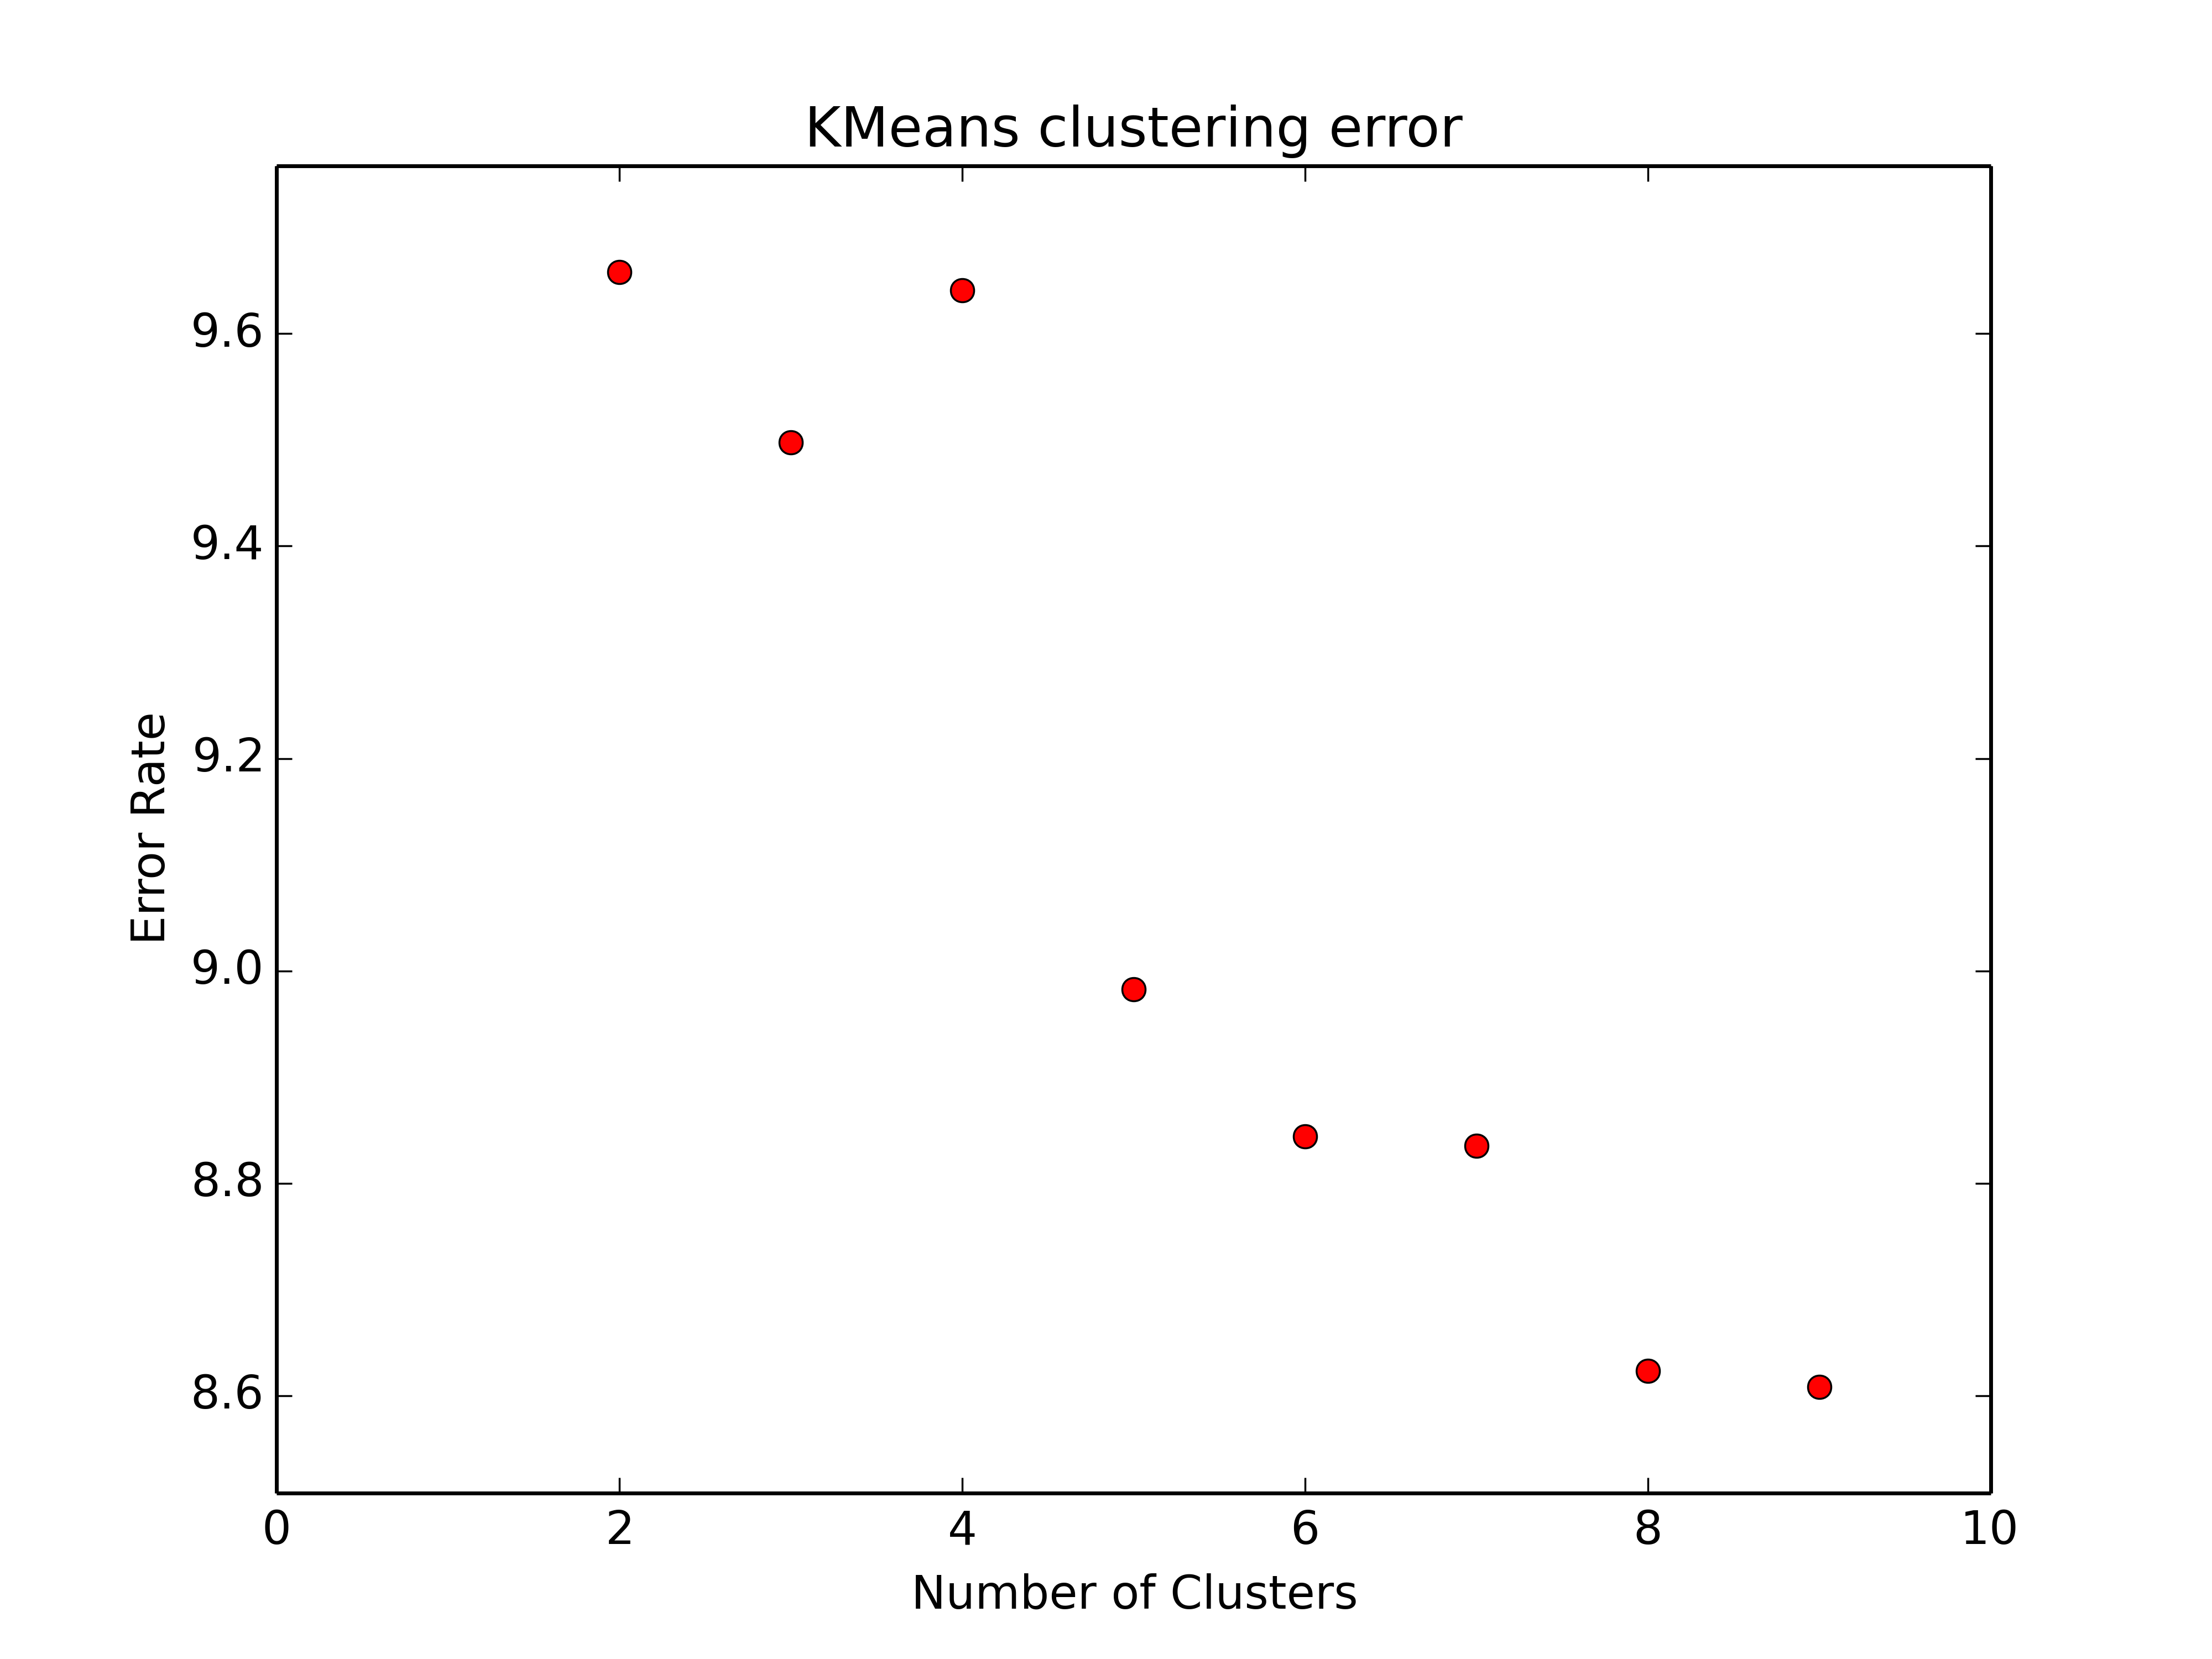 KMeans clustering error
9.6
9.4
9.2
9.0
8.8
8.6
Error Rate
0 2 4 6 8 10
Number of Clusters